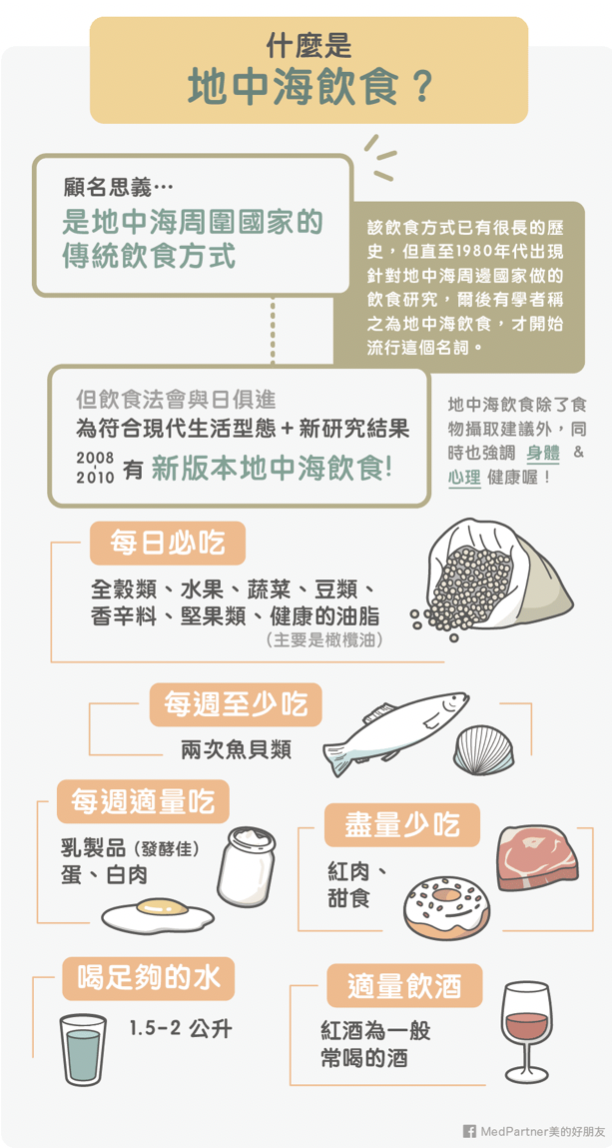 什麼是
地中海飲食？
顧名思義…
是地中海周圍國家的
傳統飲食方式
該飲食方式已有很長的歷
史，但直至1980年代出現
針對地中海周邊國家做的
飲食研究，爾後有學者稱
之為地中海飲食，才開始
流行這個名詞。
但飲食法會與日俱進
為符合現代生活型態＋新研究結果
2008
-
2010 有 新版本地中海飲食!
地中海飲食除了食
物攝取建議外，同
時也強調 身體 &
心理 健康喔！
每日必吃
全穀類、水果、蔬菜、豆類、
香辛料、堅果類、健康的油脂
（主要是橄欖油）
每週至少吃
兩次魚貝類
每週適量吃
乳製品（發酵佳）
蛋、白肉
盡量少吃
紅肉、
甜食
喝足夠的水
1.5-2 公升
適量飲酒
紅酒為一般
常喝的酒
MedPartner美的好朋友